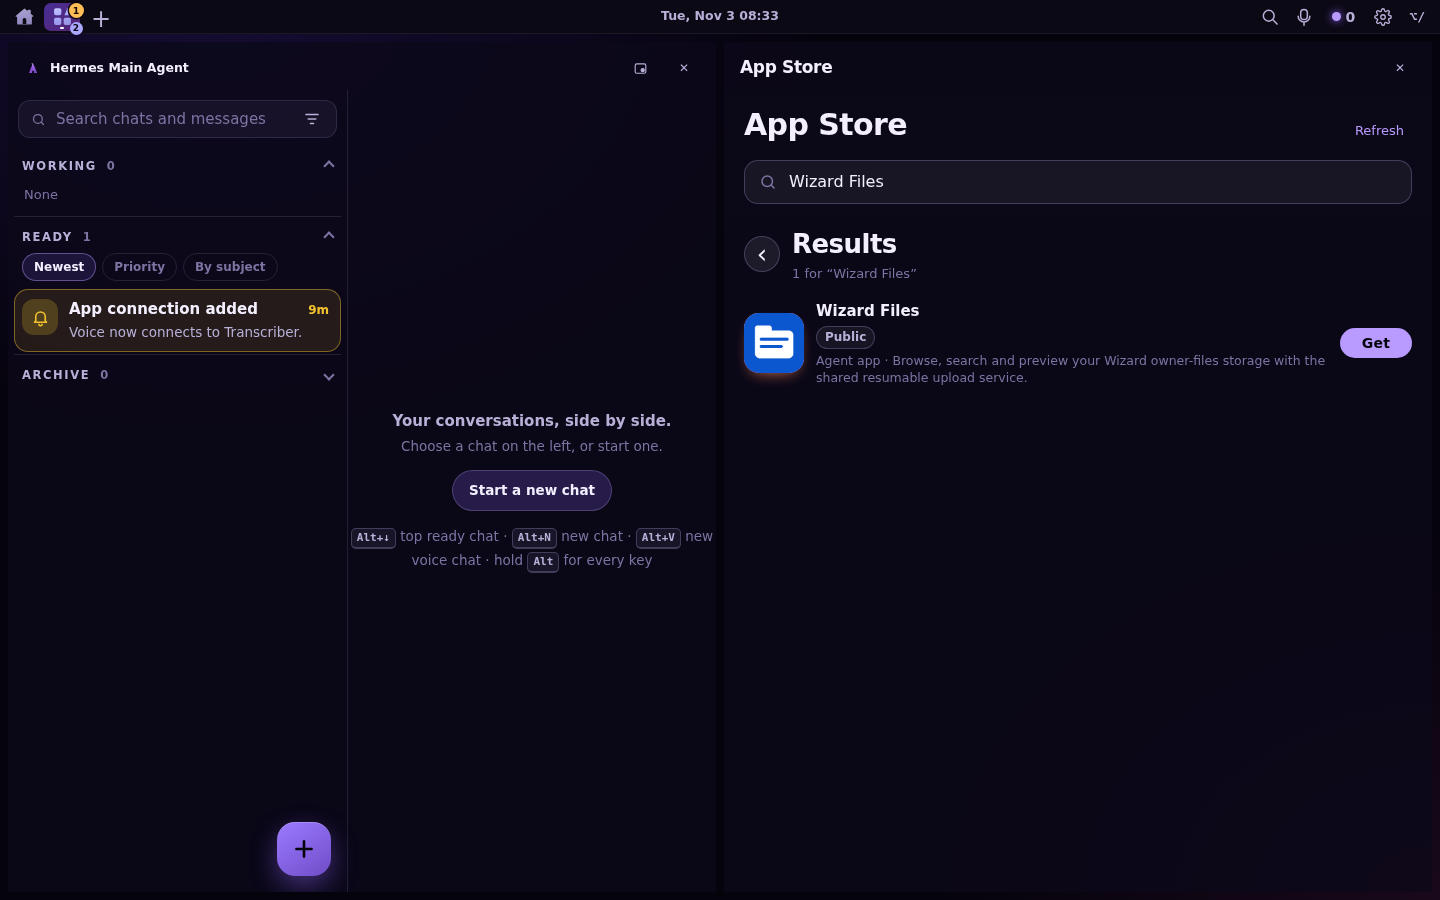 1
2
Tue, Nov 3 08:33
0
⌥/
Hermes Main Agent
Search chats and messages
WORKING 0
None
READY 1
Newest Priority By subject
App connection added 9m
Voice now connects to Transcriber.
ARCHIVE 0
Your conversations, side by side.
Choose a chat on the left, or start one.
Start a new chat
Alt+↓ top ready chat · Alt+N new chat · Alt+V new
voice chat · hold Alt for every key
App Store
App Store
Refresh
Wizard Files
Results
1 for “Wizard Files”
Wizard Files
Public
Agent app · Browse, search and preview your Wizard owner-files storage with the
shared resumable upload service.
Get